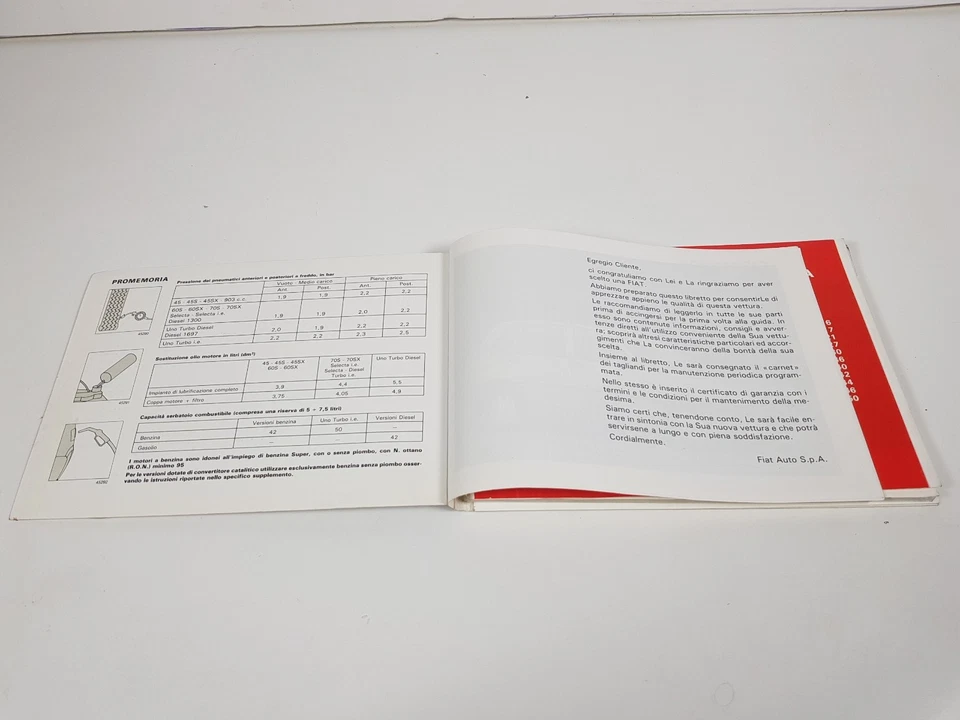 PROMEMORIA
Pressione dei pneumatici anteriori e posteriori a freddo, in bar
Vuoto - Medio carico Pieno carico
Ant. Post. Ant. Post.
45 - 45S - 45SX - 903 c.c. 1,9 1,9 2,2 2,2
60S - 60SX - 70S - 70SX
Selecta - Selecta i.e.
Diesel 1300 1,9 1,9 2,0 2,2
Uno Turbo Diesel
Diesel 1697 2,0 1,9 2,2 2,2
Uno Turbo i.e. 2,2 2,2 2,3 2,5
Sostituzione olio motore in litri (dm³)
45 - 45S - 45SX
60S - 60SX
70S - 70SX
Selecta i.e.
Selecta - Diesel
Turbo i.e.
Uno Turbo Diesel
Impianto di lubrificazione completo 3,9 4,4 5,5
Coppa motore + filtro 3,75 4,05 4,9
Capacità serbatoio combustibile (compresa una riserva di 5 ÷ 7,5 litri)
Versioni benzina Uno Turbo i.e. Versioni Diesel
Benzina 42 50 —
Gasolio — — 42
I motori a benzina sono idonei all'impiego di benzina Super, con o senza piombo, con N. ottano
(R.O.N.) minimo 95
Per le versioni dotate di convertitore catalitico utilizzare esclusivamente benzina senza piombo osser-
vando le istruzioni riportate nello specifico supplemento.
Egregio Cliente,
ci congratuliamo con Lei e La ringraziamo per aver
scelto una FIAT.
Abbiamo preparato questo libretto per consentirLe di
apprezzare appieno le qualità di questa vettura.
Le raccomandiamo di leggerlo in tutte le sue parti
prima di accingersi per la prima volta alla guida. In
esso sono contenute informazioni, consigli e avver-
tenze diretti all'utilizzo conveniente della Sua vettu-
ra; scoprirà altresì caratteristiche particolari ed accor-
gimenti che La convinceranno della bontà della sua
scelta.
Insieme al libretto, Le sarà consegnato il «carnet»
dei tagliandi per la manutenzione periodica program-
mata.
Nello stesso è inserito il certificato di garanzia con i
termini e le condizioni per il mantenimento della me-
desima.
Siamo certi che, tenendone conto, Le sarà facile en-
trare in sintonia con la Sua nuova vettura e che potrà
servirsene a lungo e con piena soddisfazione.
Cordialmente.
Fiat Auto S.p.A.
A
6